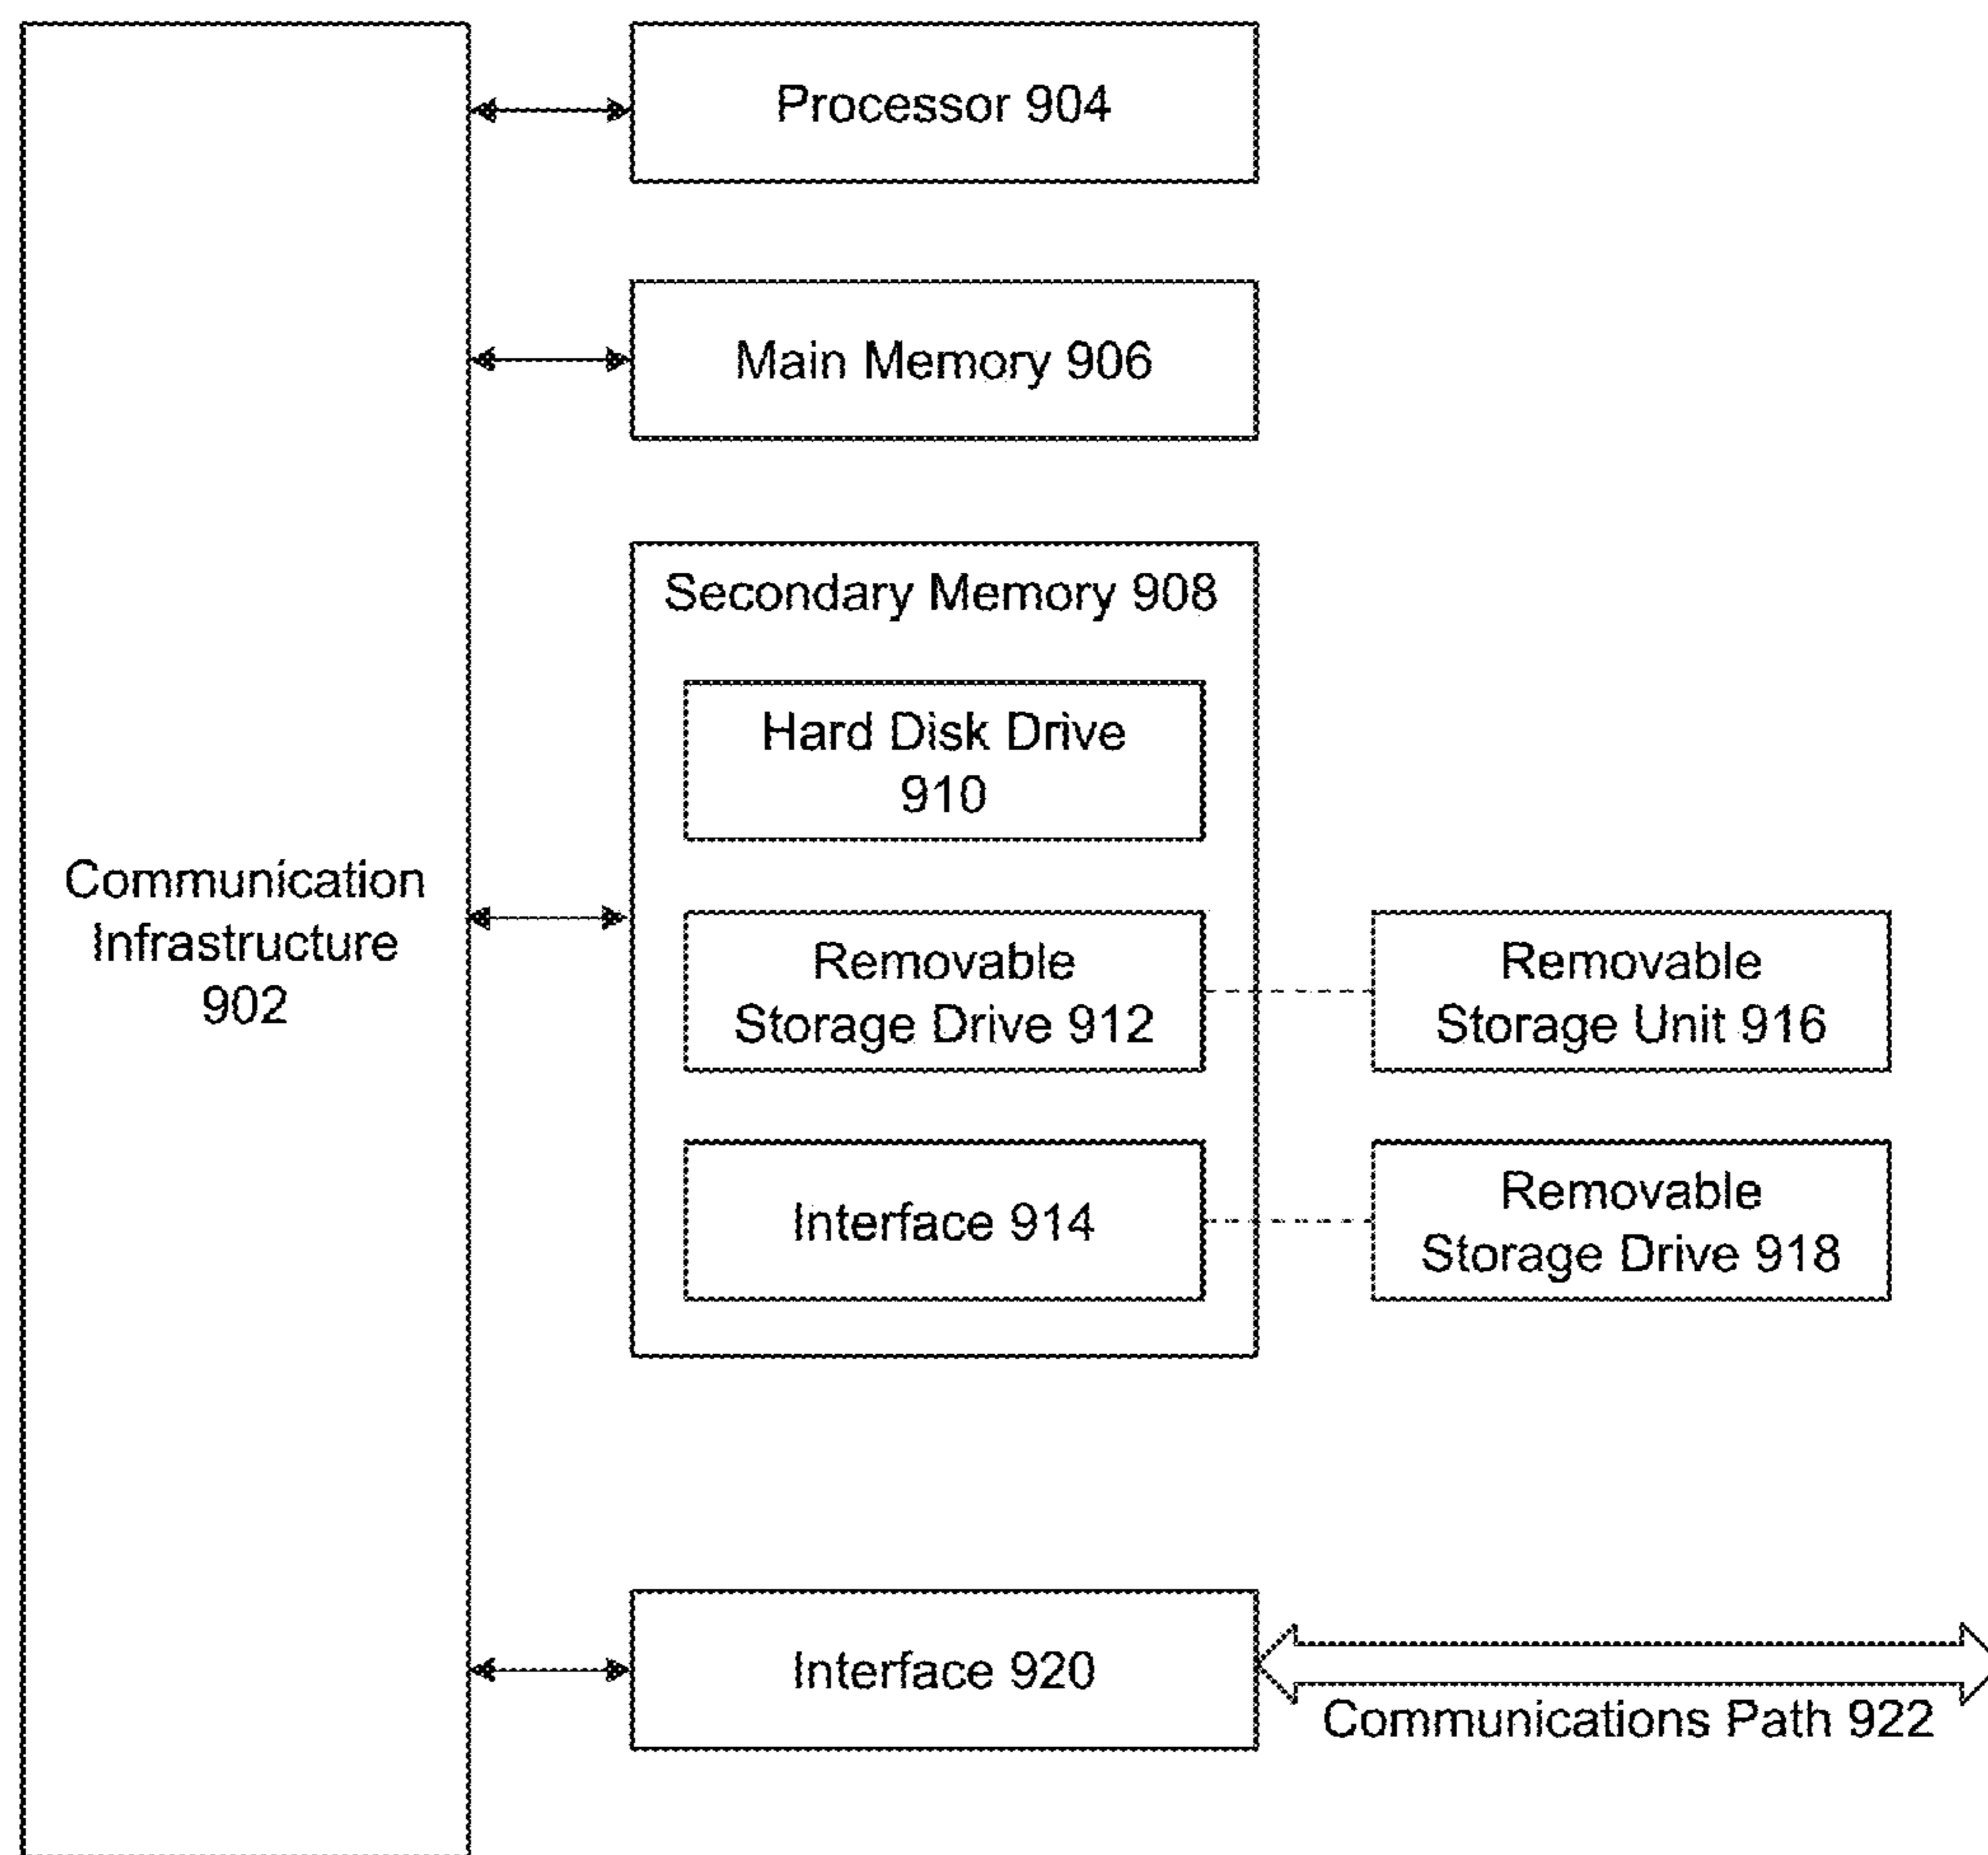 Processor 904
Main Memory 906
Secondary Memory 908
Hard Disk Drive
910
Communication
Infrastructure
902
Removable
Storage Drive 912
Removable
Storage Unit 916
Interface 914
Removable
Storage Drive 918
Interface 920
Communications Path 922